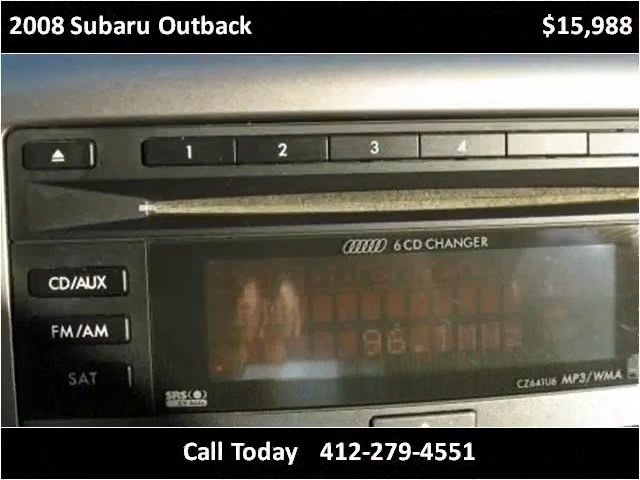 2008 Subaru Outback $15,988
1 2 3 4
6 CD CHANGER
CD/AUX
FM/AM
96.1MHz
SAT
CZ641U6 MP3/WMA
SRS
Call Today 412-279-4551